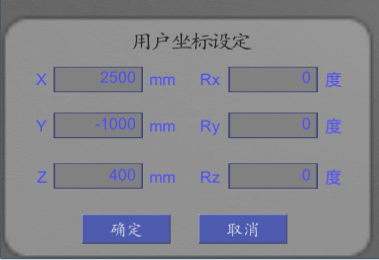 用户坐标设定
X 2500 mm Rx 0 度
Y -1000 mm Ry 0 度
Z 400 mm Rz 0 度
确定 取消